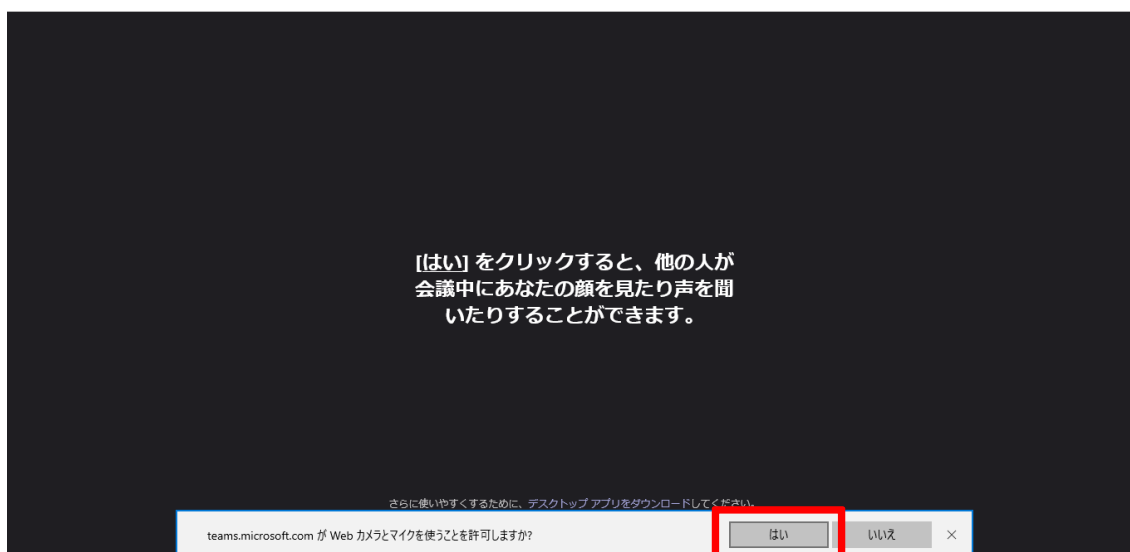 [はい] をクリックすると、他の人が
会議中にあなたの顔を見たり声を聞
いたりすることができます。
さらに使いやすくするために、デスクトップ アプリをダウンロードしてください。
teams.microsoft.com が Web カメラとマイクを使うことを許可しますか?
はい
いいえ